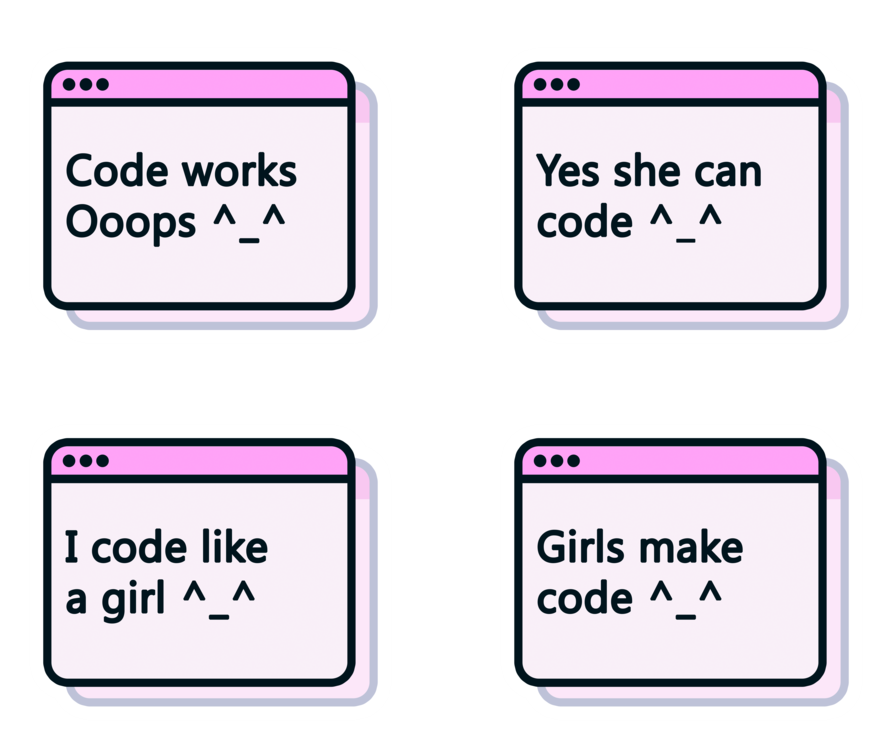 Code works
Ooops ^_^
Yes she can
code ^_^
I code like
a girl ^_^
Girls make
code ^_^